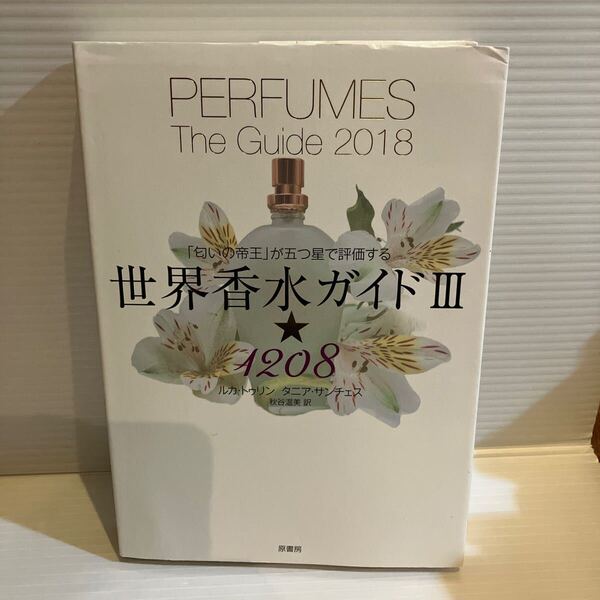 PERFUMES
The Guide 2018
「匂いの帝王」が五つ星で評価する
世界香水ガイドⅢ
★
1208
ルカ・トゥリン タニア・サンチェス
秋谷温美 訳
原書房